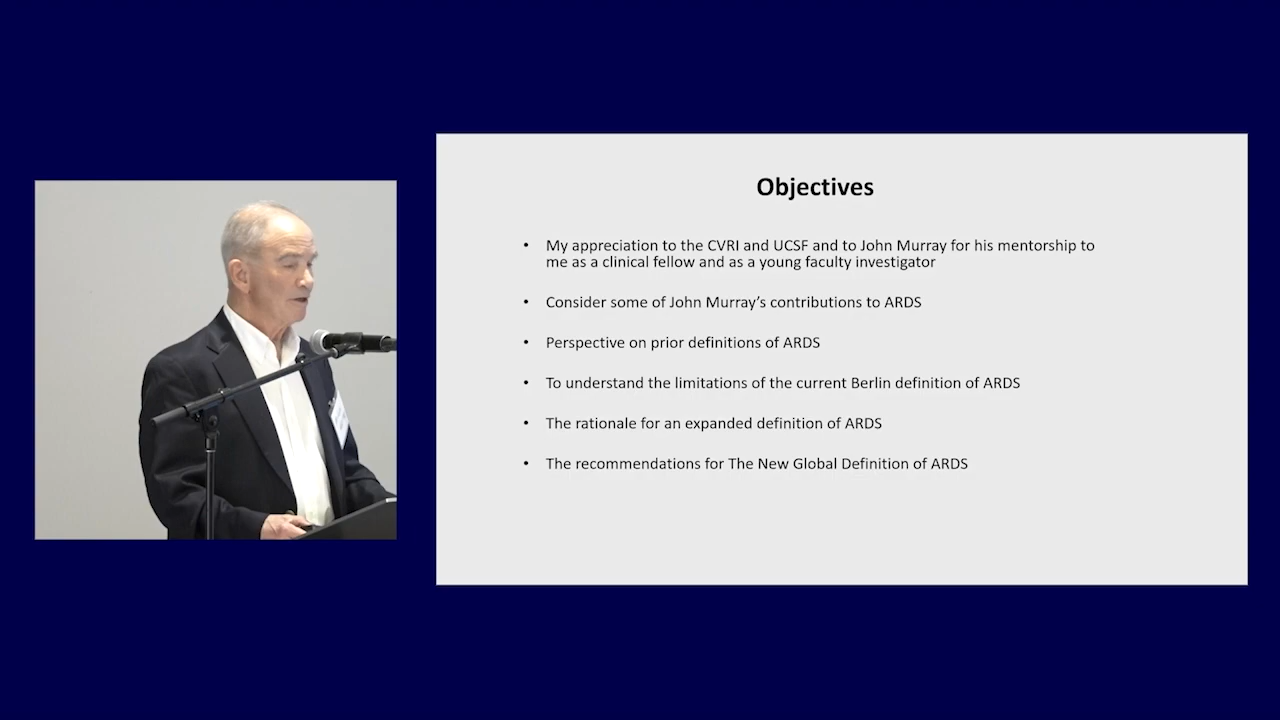 Objectives
• My appreciation to the CVRI and UCSF and to John Murray for his mentorship to
me as a clinical fellow and as a young faculty investigator
• Consider some of John Murray’s contributions to ARDS
• Perspective on prior definitions of ARDS
• To understand the limitations of the current Berlin definition of ARDS
• The rationale for an expanded definition of ARDS
• The recommendations for The New Global Definition of ARDS